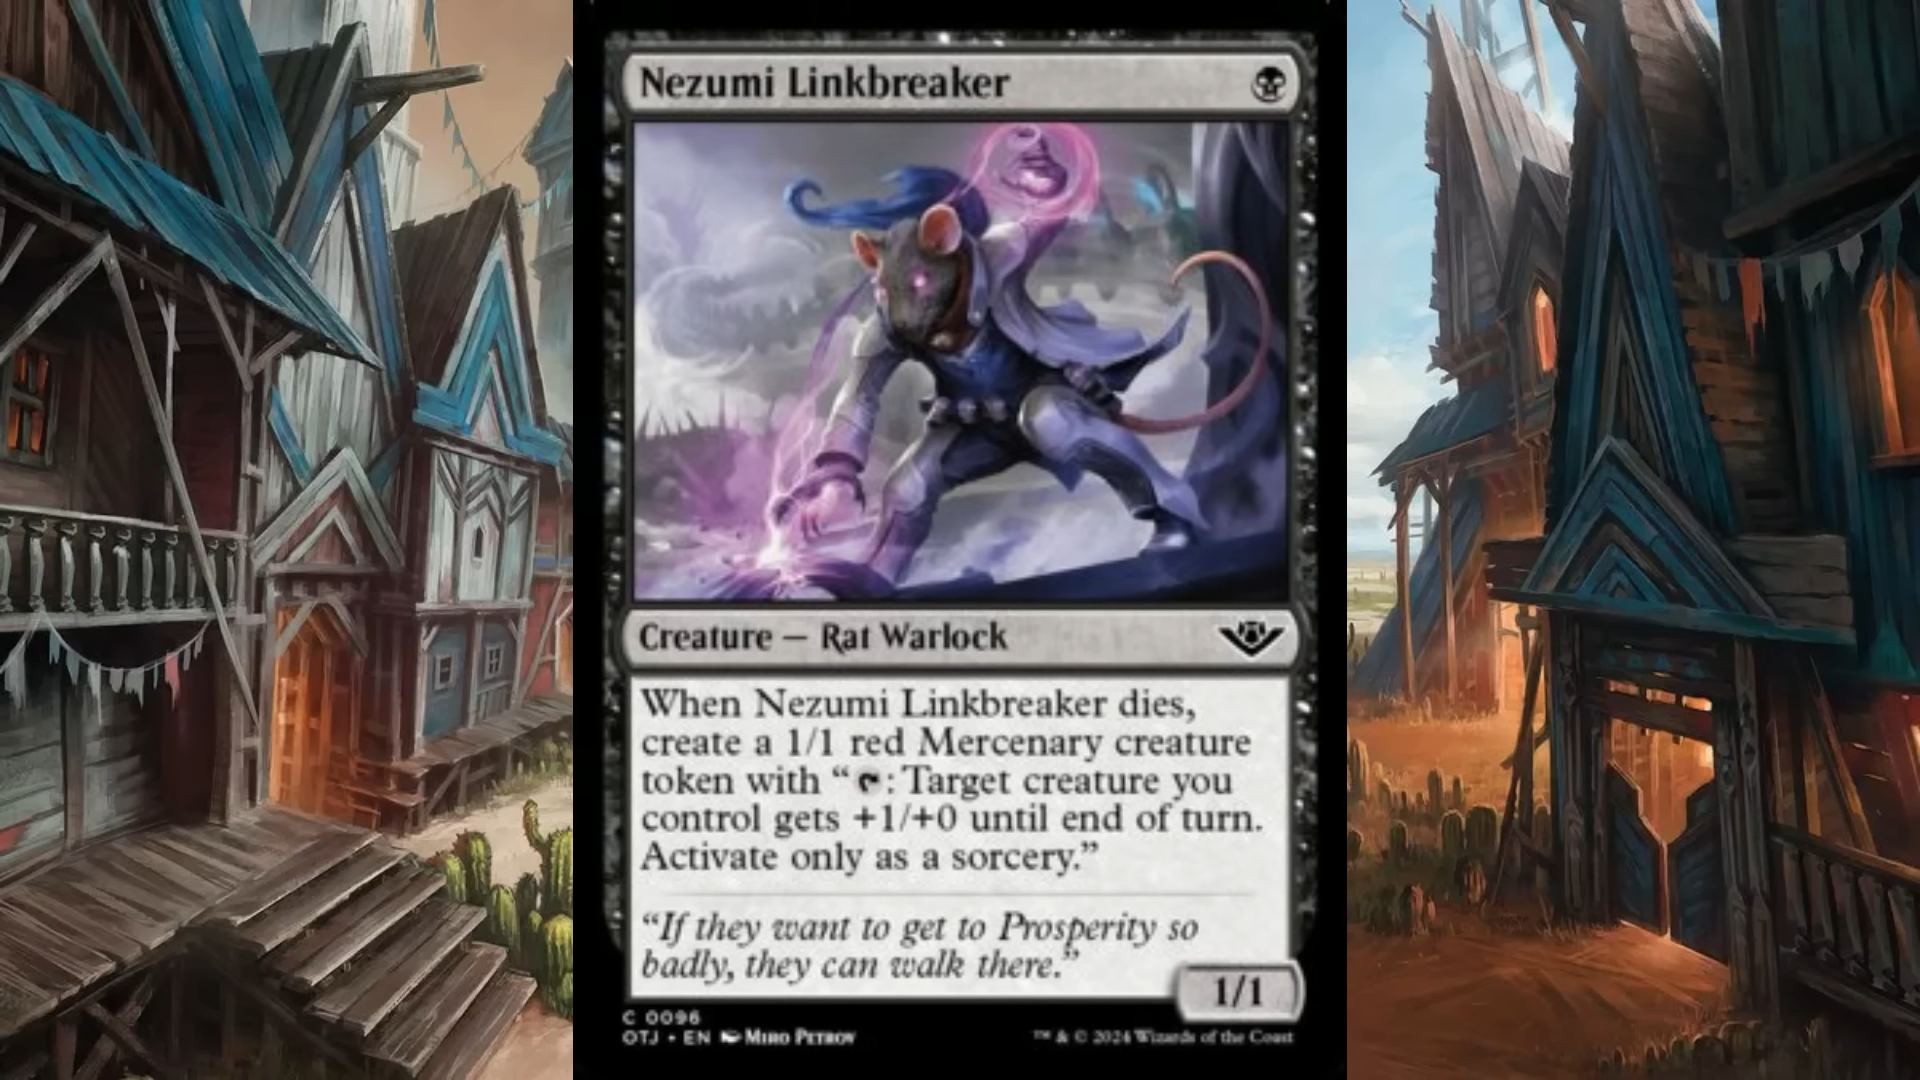 Nezumi Linkbreaker
Creature — Rat Warlock
When Nezumi Linkbreaker dies,
create a 1/1 red Mercenary creature
token with “ : Target creature you
control gets +1/+0 until end of turn.
Activate only as a sorcery.”
“If they want to get to Prosperity so
badly, they can walk there.”
1/1
C 0096
OTJ • EN Miro Petrov
™ & © 2024 Wizards of the Coast